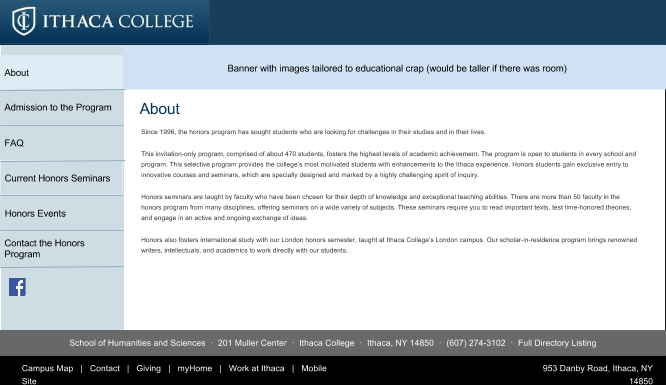 ITHACA COLLEGE
Banner with images tailored to educational crap (would be taller if there was room)
About
Admission to the Program
FAQ
Current Honors Seminars
Honors Events
Contact the Honors
Program
About
Since 1996, the honors program has sought students who are looking for challenges in their studies and in their lives.
This invitation-only program, comprised of about 470 students, fosters the highest levels of academic achievement. The program is open to students in every school and
program. This selective program provides the college's most motivated students with enhancements to the Ithaca experience. Honors students gain exclusive entry to
innovative courses and seminars, which are specially designed and marked by a highly challenging spirit of inquiry.
Honors seminars are taught by faculty who have been chosen for their depth of knowledge and exceptional teaching abilities. There are more than 50 faculty in the
honors program from many disciplines, offering seminars on a wide variety of subjects. These seminars require you to read important texts, test time-honored theories,
and engage in an active and ongoing exchange of ideas.
Honors also fosters international study with our London honors semester, taught at Ithaca College's London campus. Our scholar-in-residence program brings renowned
writers, intellectuals, and academics to work directly with our students.
School of Humanities and Sciences · 201 Muller Center · Ithaca College · Ithaca, NY 14850 · (607) 274-3102 · Full Directory Listing
Campus Map | Contact | Giving | myHome | Work at Ithaca | Mobile
Site
953 Danby Road, Ithaca, NY
14850